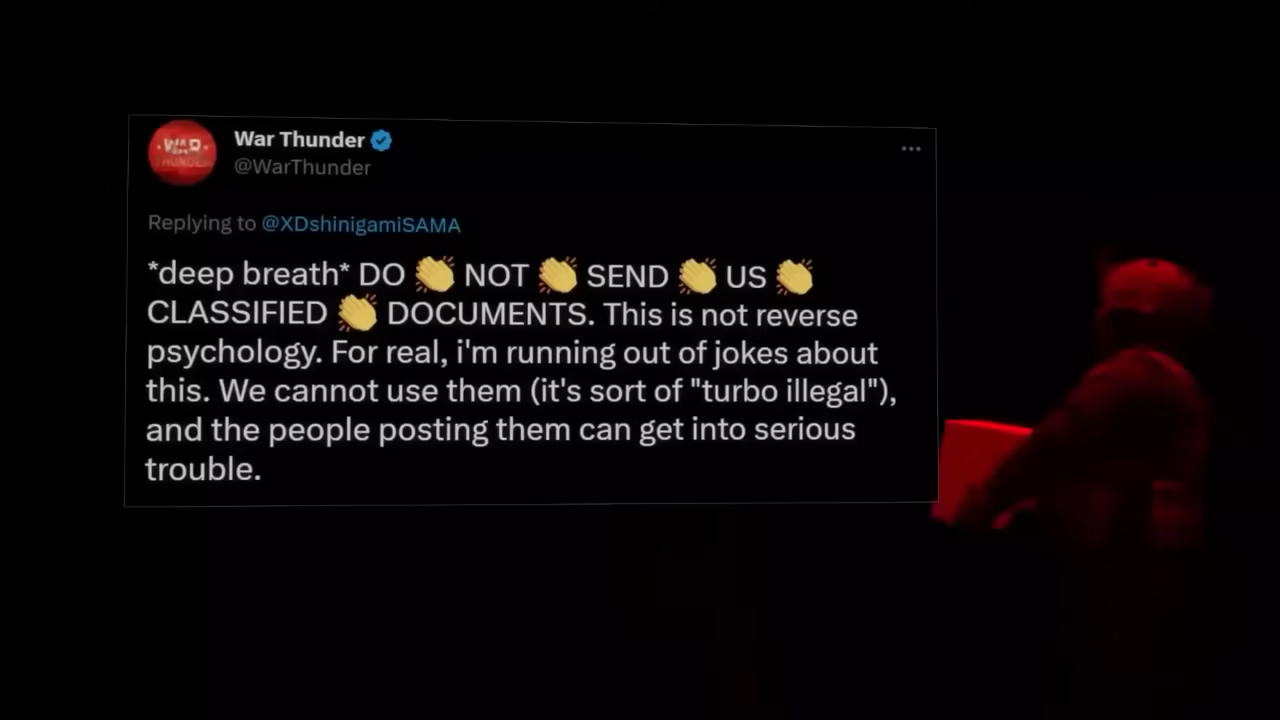 WAR THUNDER
War Thunder
@WarThunder
Replying to @XDshinigamiSAMA
*deep breath* DO 👏 NOT 👏 SEND 👏 US 👏
CLASSIFIED 👏 DOCUMENTS. This is not reverse
psychology. For real, i'm running out of jokes about
this. We cannot use them (it's sort of "turbo illegal"),
and the people posting them can get into serious
trouble.